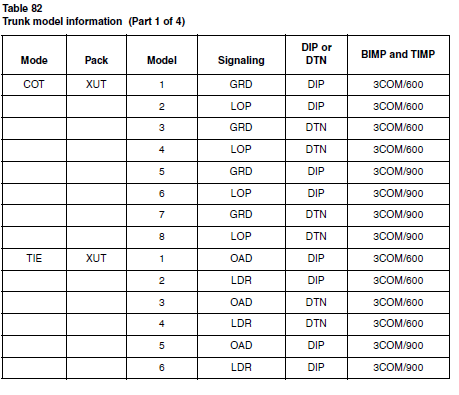 Table 82
Trunk model information (Part 1 of 4)
Mode Pack Model Signaling DIP or DTN BIMP and TIMP
COT XUT 1 GRD DIP 3COM/600
2 LOP DIP 3COM/600
3 GRD DTN 3COM/600
4 LOP DTN 3COM/600
5 GRD DIP 3COM/900
6 LOP DIP 3COM/900
7 GRD DTN 3COM/900
8 LOP DTN 3COM/900
TIE XUT 1 OAD DIP 3COM/600
2 LDR DIP 3COM/600
3 OAD DTN 3COM/600
4 LDR DTN 3COM/600
5 OAD DIP 3COM/900
6 LDR DIP 3COM/900